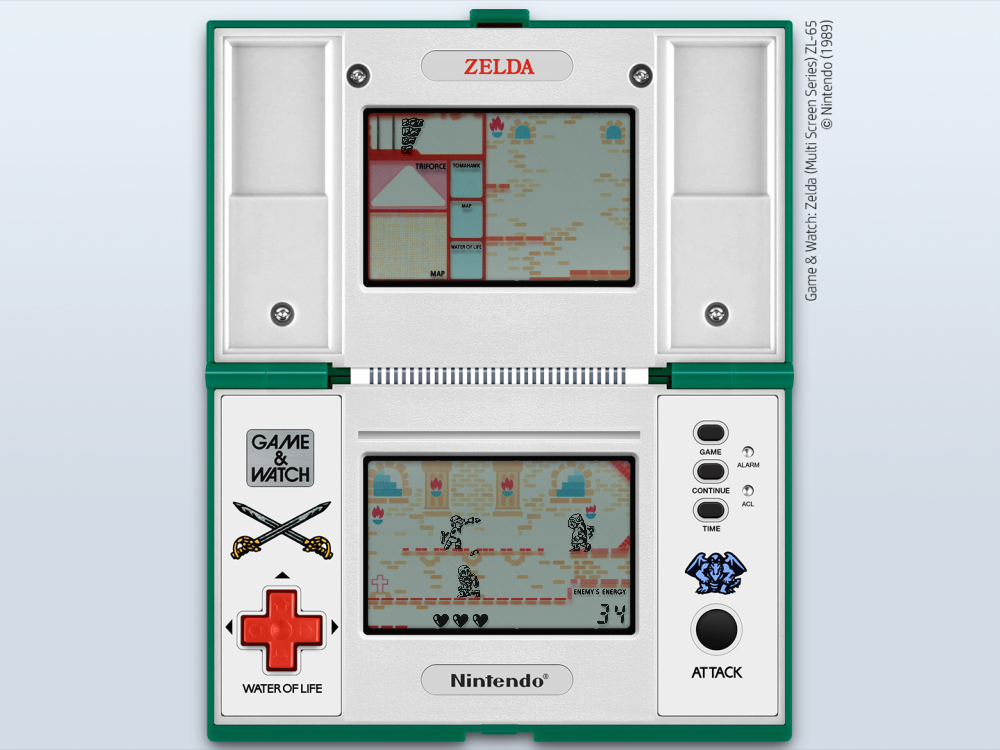 Game & Watch: Zelda (Multi Screen Series) ZL-65
© Nintendo (1989)
ZELDA
TRIFORCE
TOMAHAWK
MAP
WATER OF LIFE
MAP
GAME
&
WATCH
GAME
ALARM
CONTINUE
ACL
TIME
ENEMY'S ENERGY
34
WATER OF LIFE
ATTACK
Nintendo®